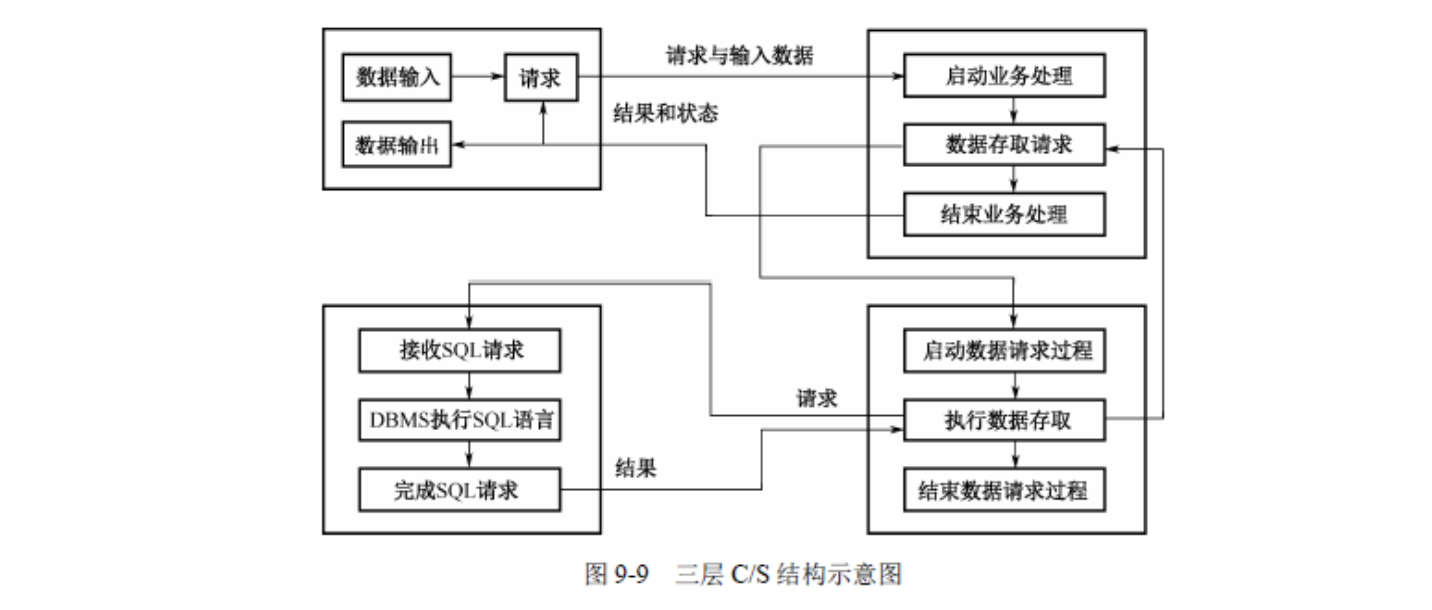 数据输入
请求
请求与输入数据
启动业务处理
结果和状态
数据输出
数据存取请求
结束业务处理
接收SQL请求
启动数据请求过程
请求
DBMS执行SQL语言
执行数据存取
结果
完成SQL请求
结束数据请求过程
图 9-9 三层 C/S 结构示意图